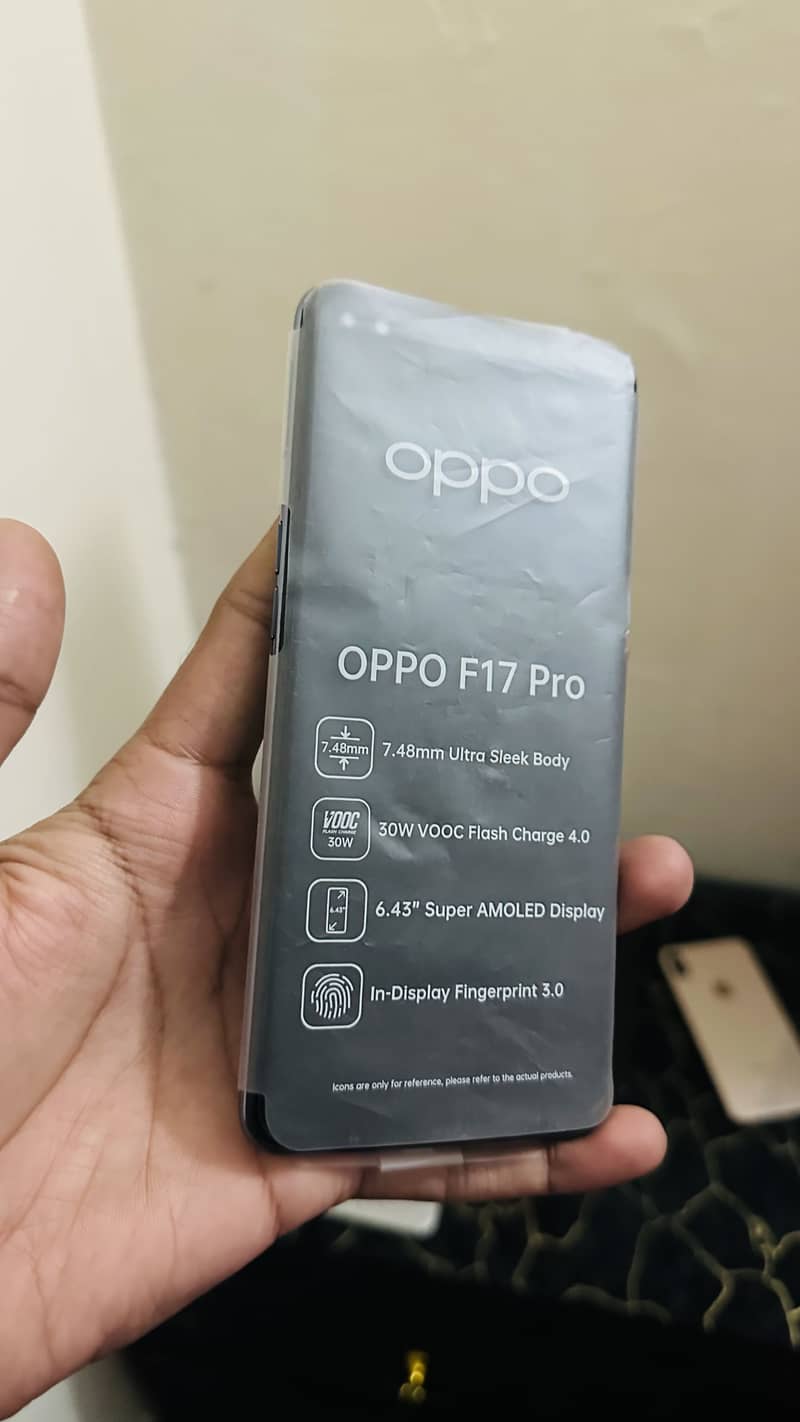 oppo
OPPO F17 Pro
7.48mm
7.48mm Ultra Sleek Body
VOOC
FLASH CHARGE
30W
30W VOOC Flash Charge 4.0
6.43"
6.43" Super AMOLED Display
In-Display Fingerprint 3.0
Icons are only for reference, please refer to the actual products.